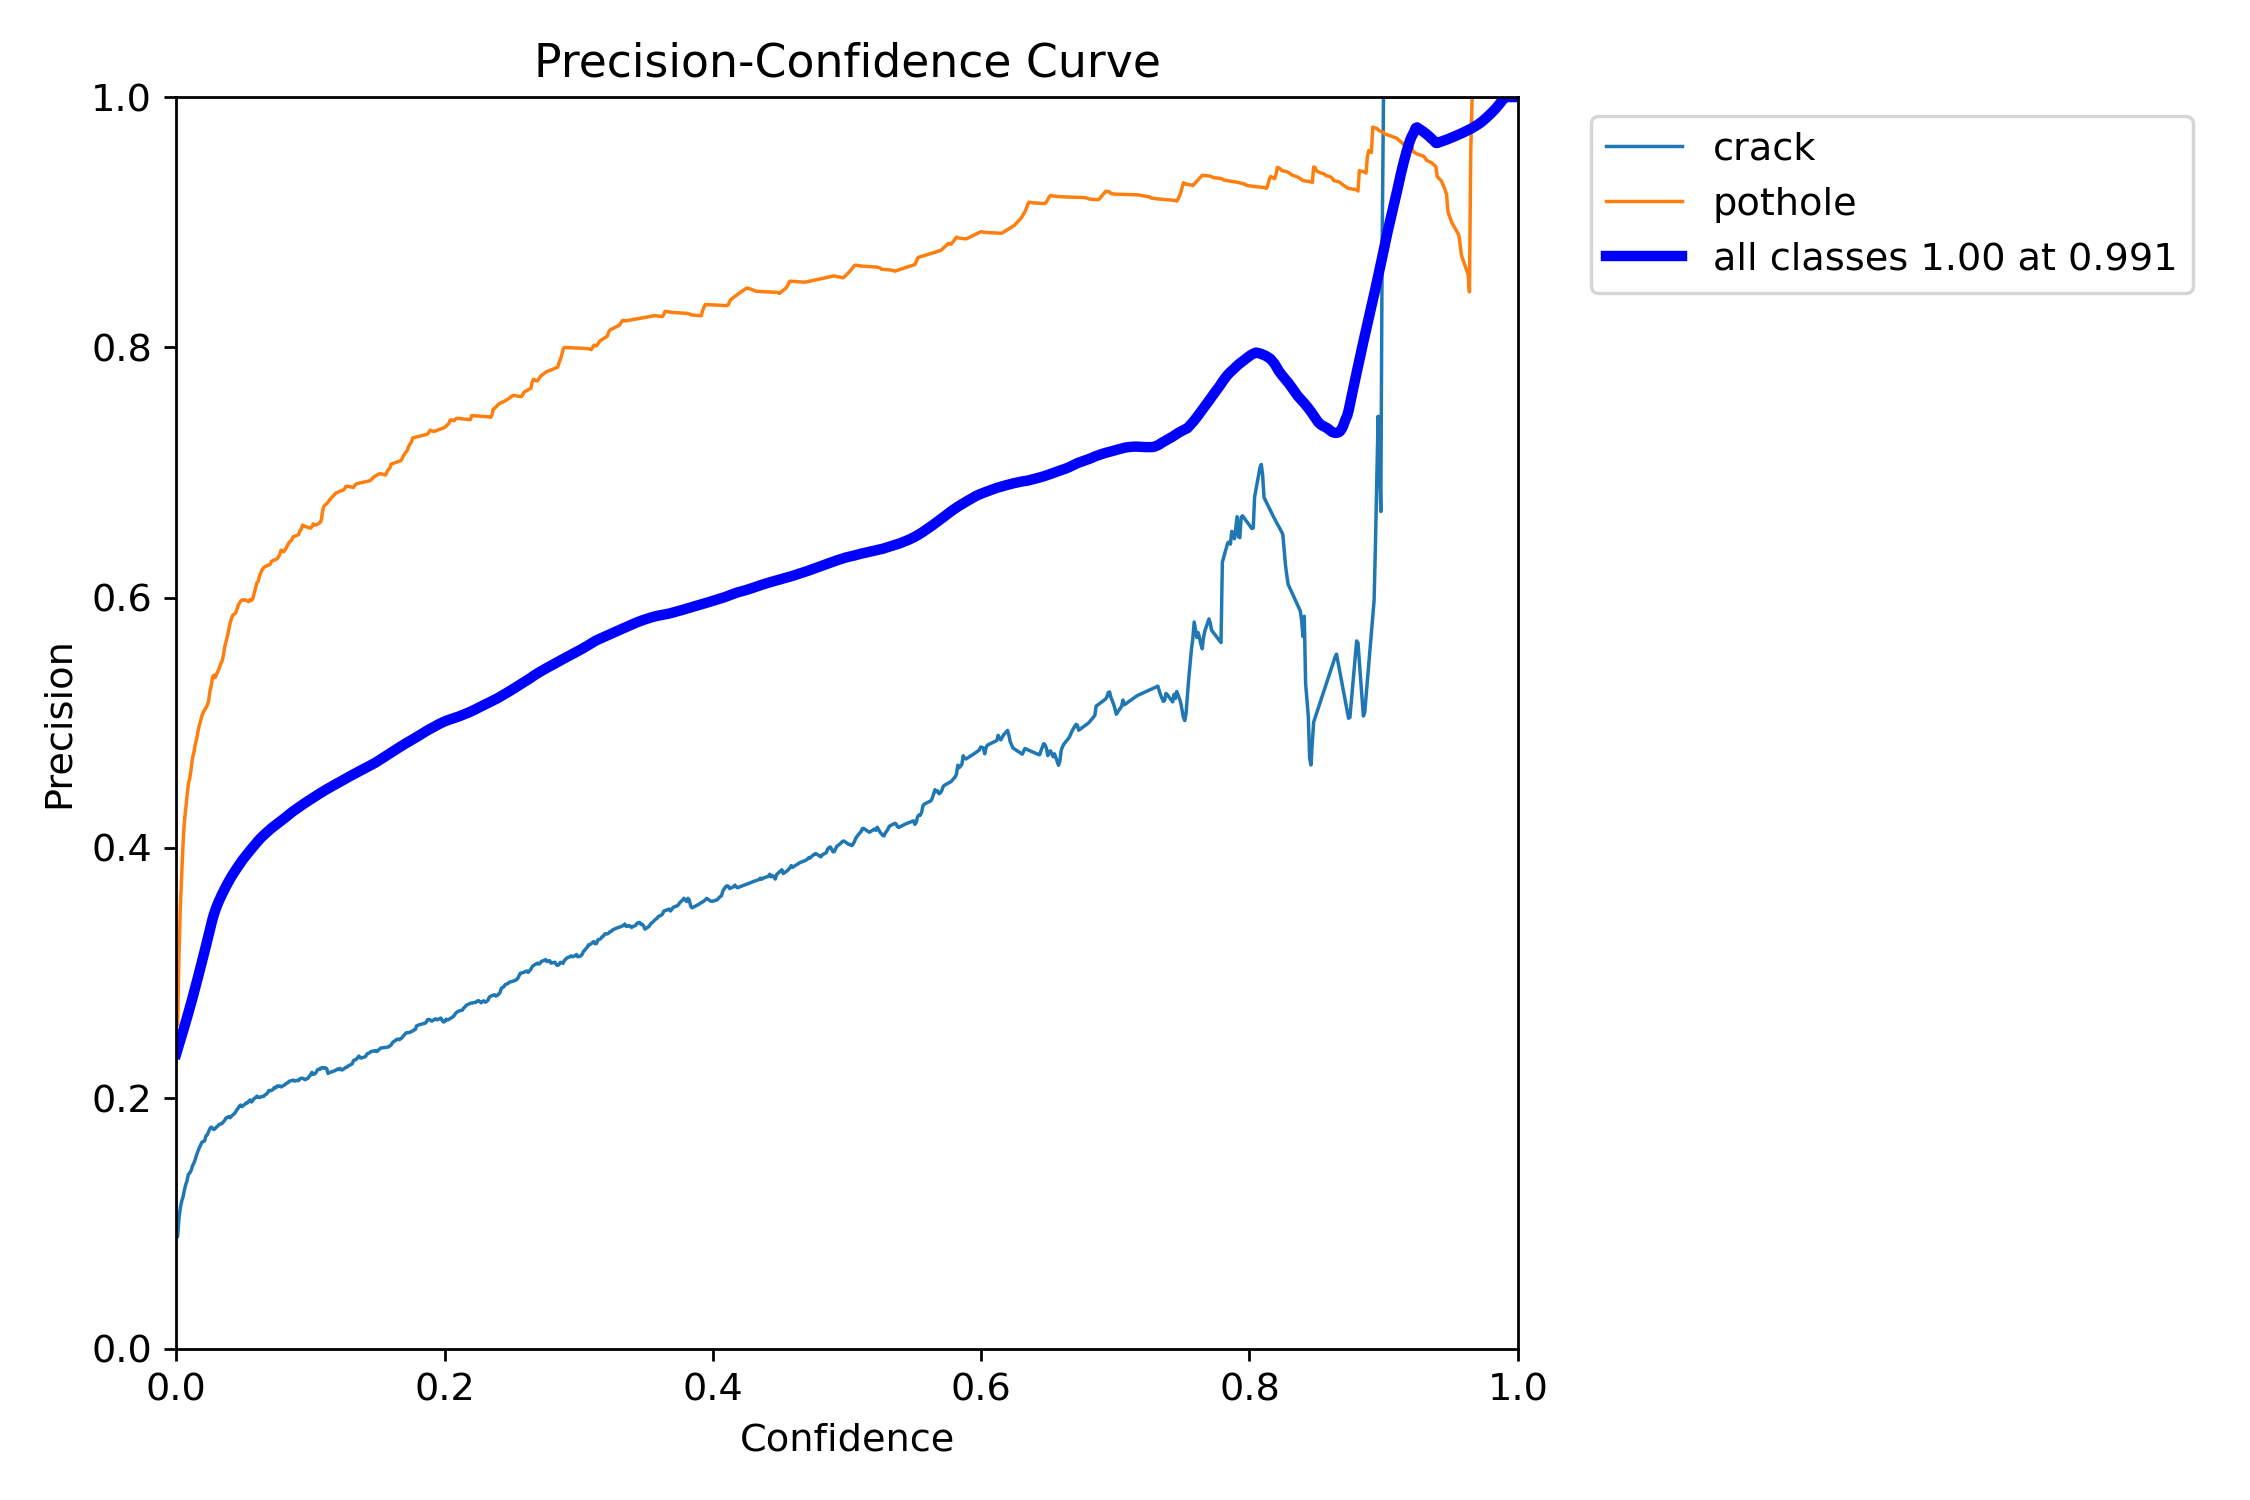 Precision-Confidence Curve
1.0
0.8
0.6
0.4
0.2
0.0
Precision
0.0 0.2 0.4 0.6 0.8 1.0
Confidence
crack
pothole
all classes 1.00 at 0.991